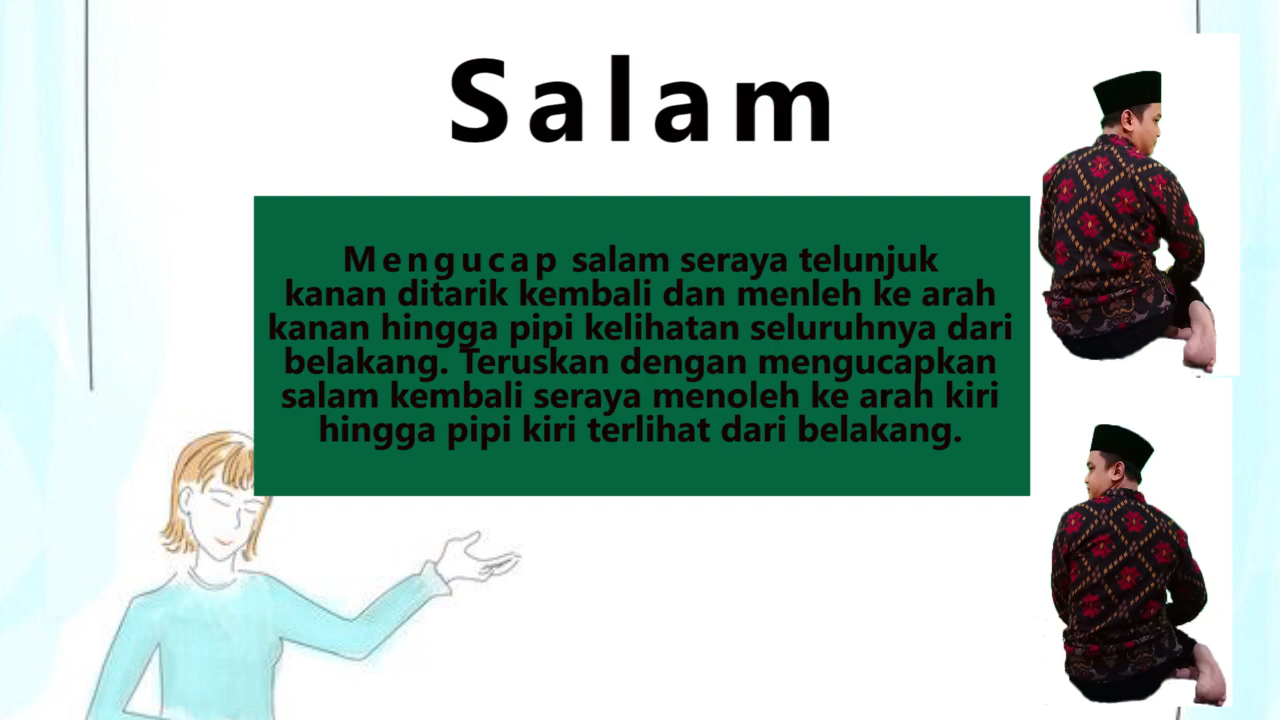 Salam
Mengucap salam seraya telunjuk
kanan ditarik kembali dan menleh ke arah
kanan hingga pipi kelihatan seluruhnya dari
belakang. Teruskan dengan mengucapkan
salam kembali seraya menoleh ke arah kiri
hingga pipi kiri terlihat dari belakang.